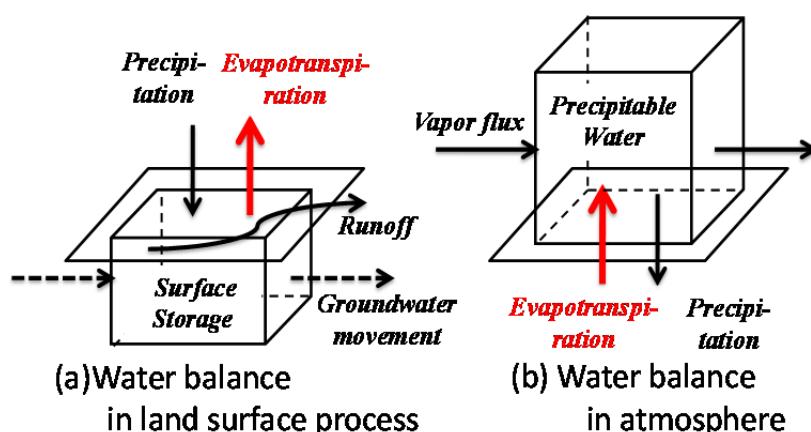 Precipi-
tation
Evapotranspi-
ration
Runoff
Surface
Storage
Groundwater
movement
(a)Water balance
in land surface process
Vapor flux
Precipitable
Water
Evapotranspi-
ration
Precipi-
tation
(b) Water balance
in atmosphere